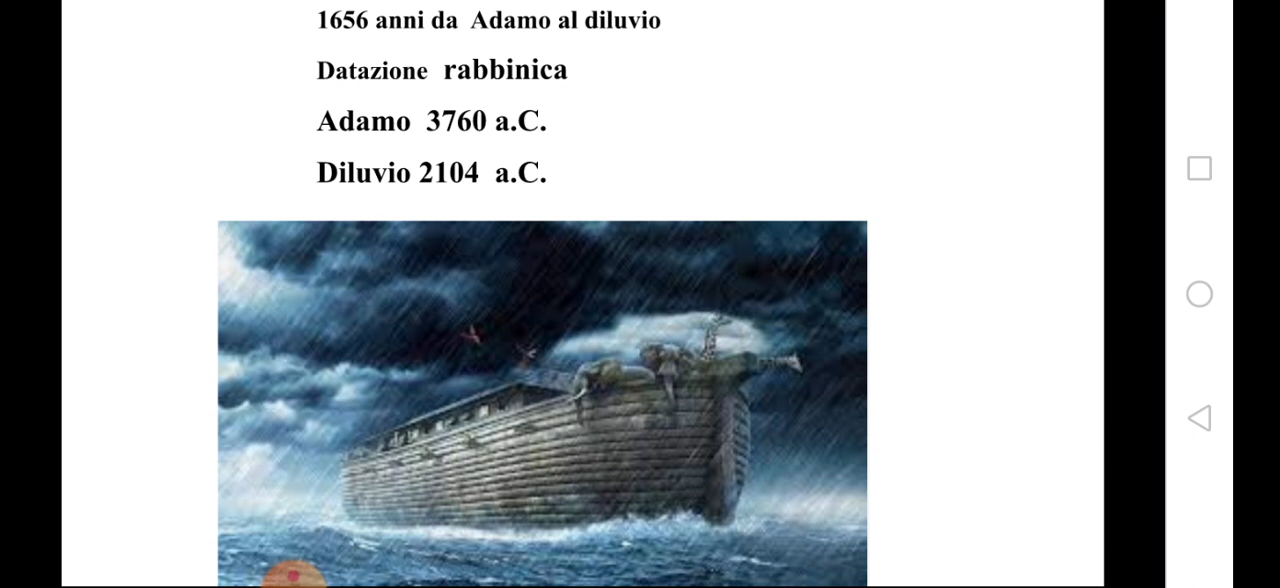 1656 anni da Adamo al diluvio
Datazione rabbinica
Adamo 3760 a.C.
Diluvio 2104 a.C.